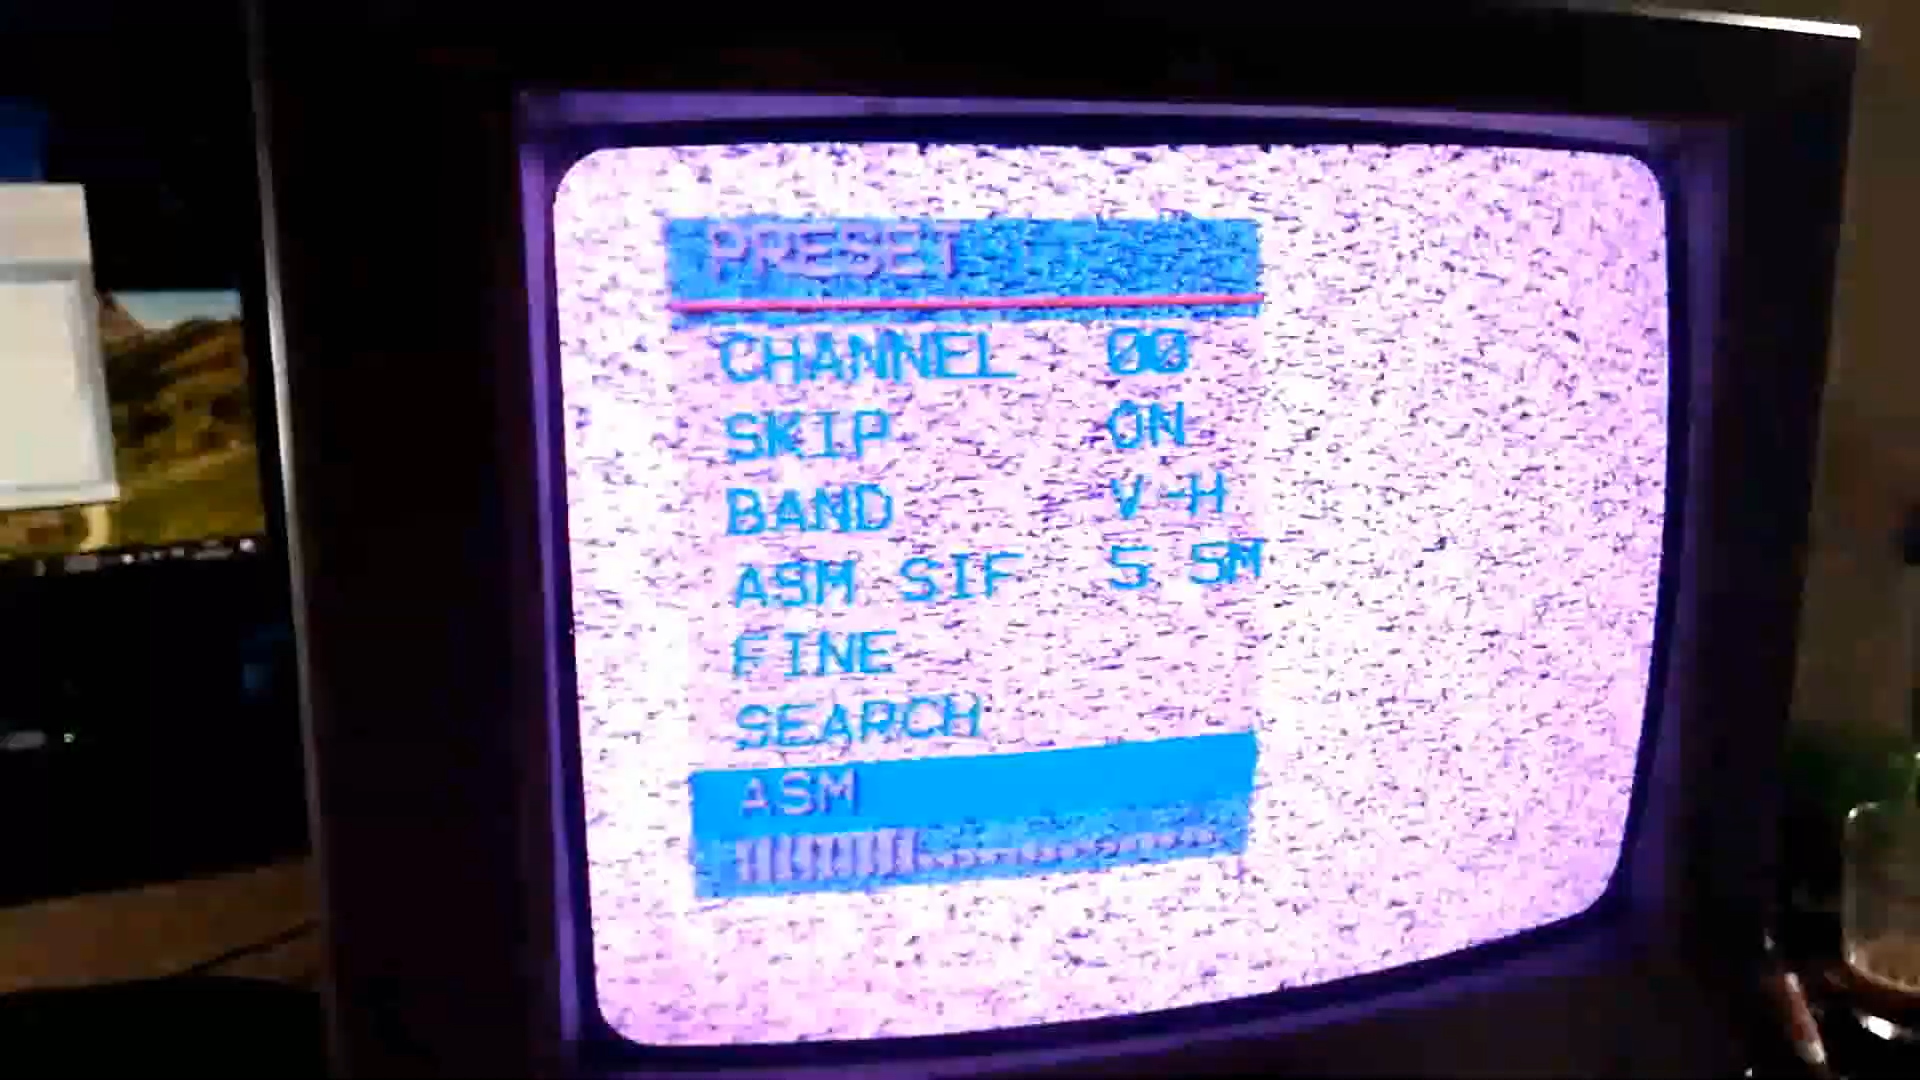 PRESET
CHANNEL 00
SKIP ON
BAND V-H
ASM SIF 5 5M
FINE
SEARCH
ASM